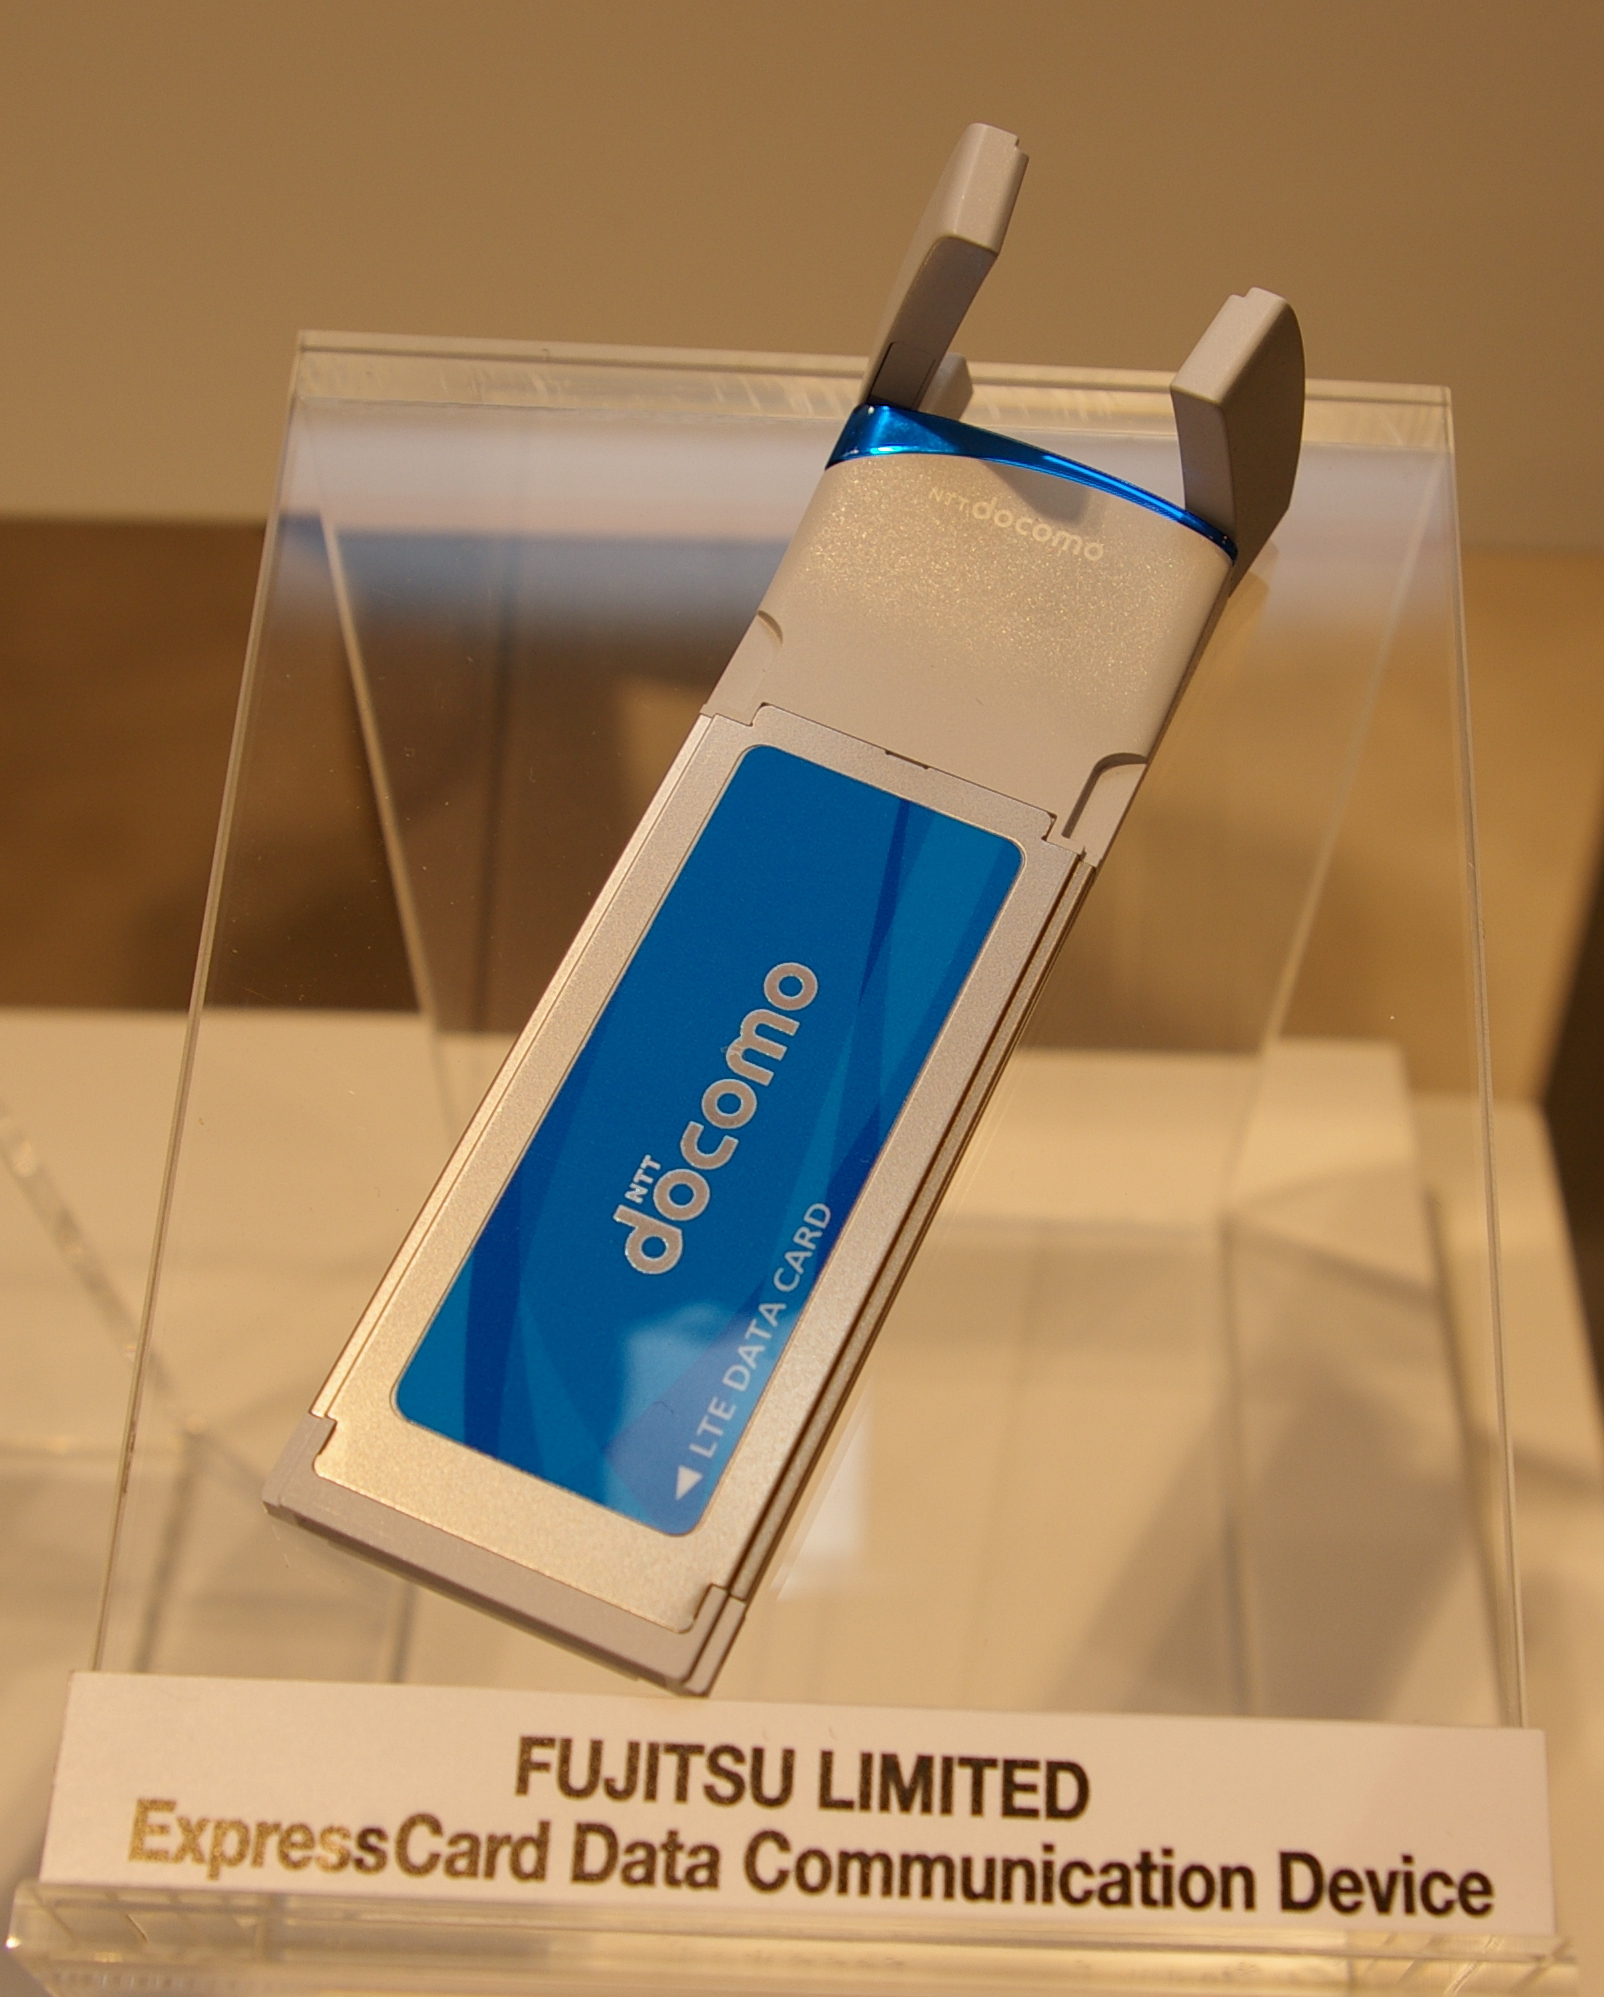 NTT docomo
NTT
docomo
◀ LTE DATA CARD
FUJITSU LIMITED
ExpressCard Data Communication Device